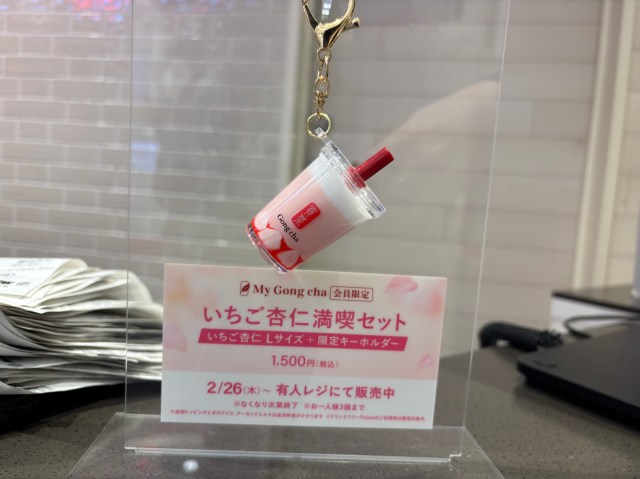 貢茶
Gong cha
My Gong cha 会員限定
いちご杏仁満喫セット
いちご杏仁 Lサイズ + 限定キーホルダー
1,500円(税込)
2/26(木)~ 有人レジにて販売中
※なくなり次第終了 ※お一人様3個まで